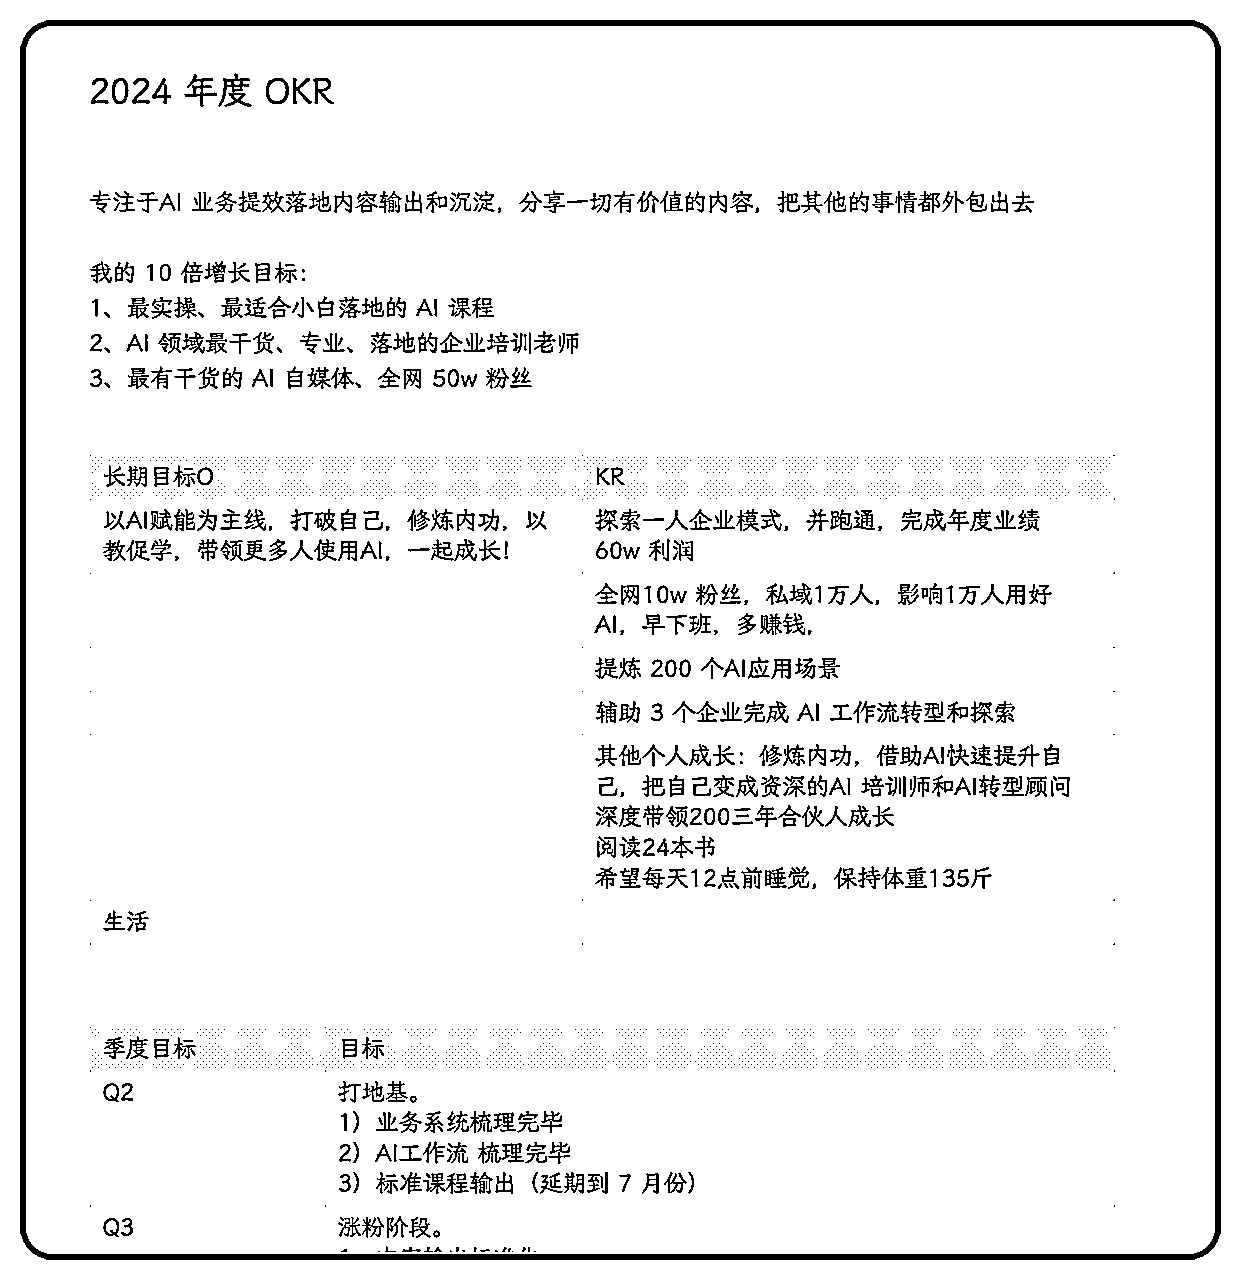 2024 年度 OKR
专注于AI 业务提效落地内容输出和沉淀，分享一切有价值的内容，把其他的事情都外包出去
我的 10 倍增长目标：
1、最实操、最适合小白落地的 AI 课程
2、AI 领域最干货、专业、落地的企业培训老师
3、最有干货的 AI 自媒体、全网 50w 粉丝
长期目标O
KR
以AI赋能为主线，打破自己，修炼内功，以
教促学，带领更多人使用AI，一起成长！
探索一人企业模式，并跑通，完成年度业绩
60w 利润
全网10w 粉丝，私域1万人，影响1万人用好
AI，早下班，多赚钱，
提炼 200 个AI应用场景
辅助 3 个企业完成 AI 工作流转型和探索
其他个人成长：修炼内功，借助AI快速提升自
己，把自己变成资深的AI 培训师和AI转型顾问
深度带领200三年合伙人成长
阅读24本书
希望每天12点前睡觉，保持体重135斤
生活
季度目标
目标
Q2
打地基。
1）业务系统梳理完毕
2）AI工作流 梳理完毕
3）标准课程输出（延期到 7 月份）
Q3
涨粉阶段。